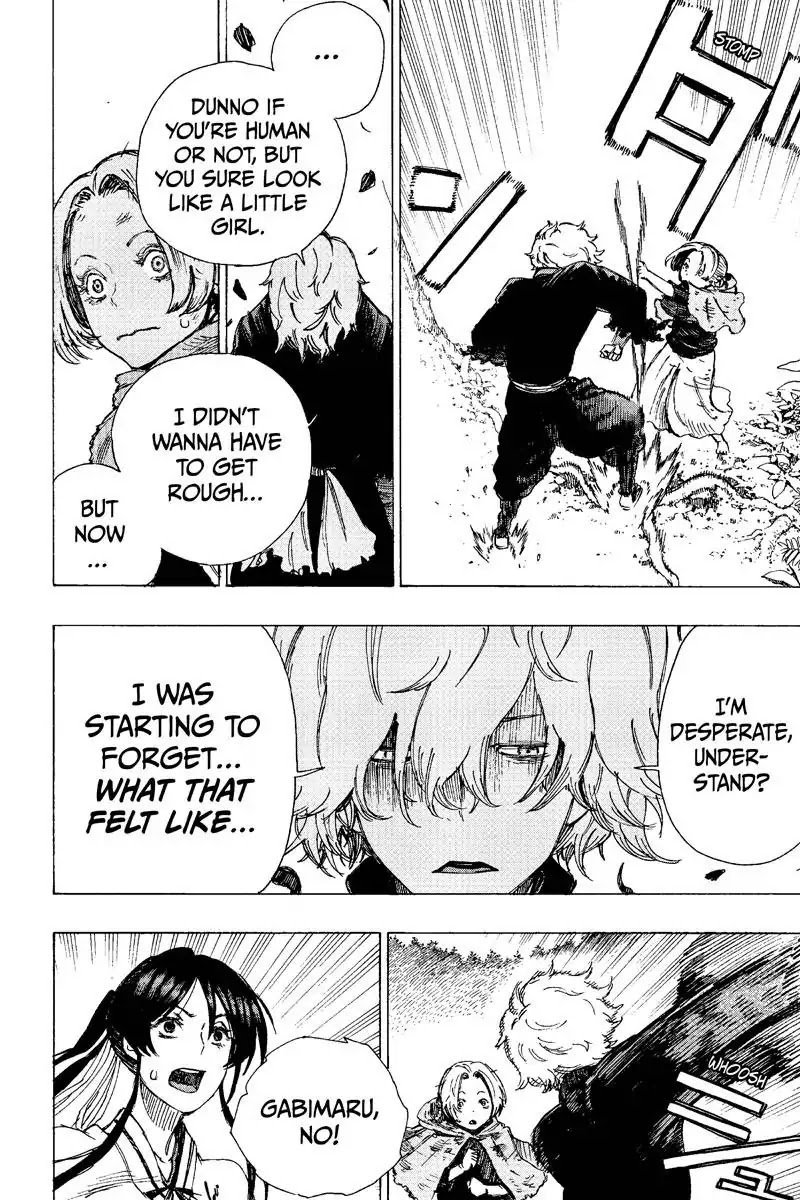 STOMP
...
DUNNO IF
YOU'RE HUMAN
OR NOT, BUT
YOU SURE LOOK
LIKE A LITTLE
GIRL.
I DIDN'T
WANNA HAVE
TO GET
ROUGH...
BUT
NOW
...
I'M
DESPERATE,
UNDER-
STAND?
I WAS
STARTING TO
FORGET...
WHAT THAT
FELT LIKE...
WHOOSH
GABIMARU,
NO!